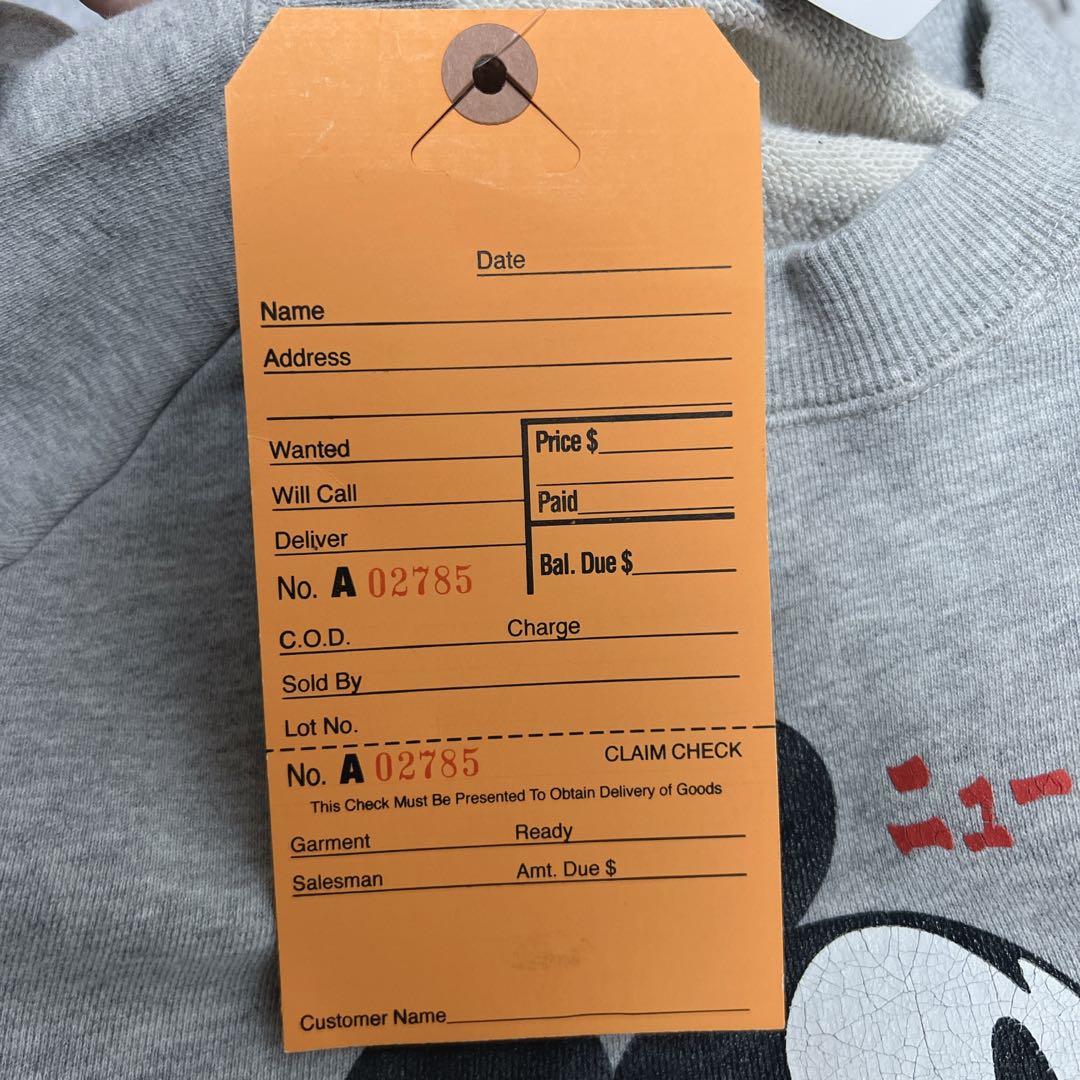 Date
Name
Address
Wanted
Price $
Will Call
Paid
Deliver
Bal. Due $
No. A 02785
C.O.D. Charge
Sold By
Lot No.
No. A 02785 CLAIM CHECK
This Check Must Be Presented To Obtain Delivery of Goods
Garment Ready
Salesman Amt. Due $
Customer Name